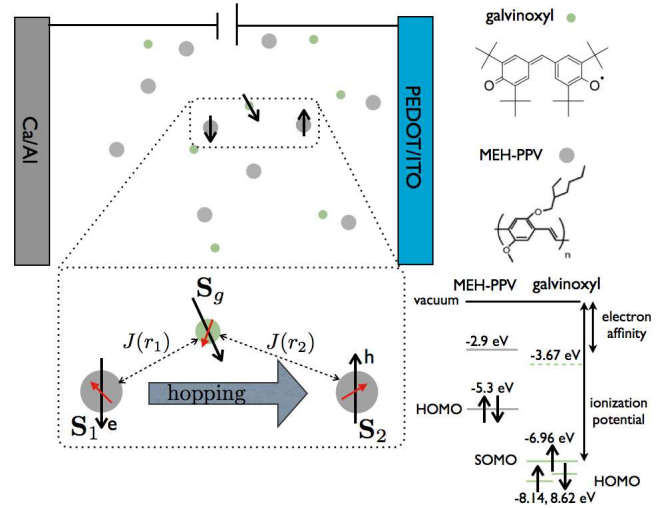 Ca/Al
PEDOT/ITO
galvinoxyl
O
O•
MEH-PPV
O
O
n
S_g
J(r_1)
J(r_2)
h
hopping
S_1
e
S_2
MEH-PPV
galvinoxyl
vacuum
electron
affinity
-2.9 eV
-3.67 eV
-5.3 eV
HOMO
ionization
potential
-6.96 eV
SOMO
HOMO
-8.14, 8.62 eV